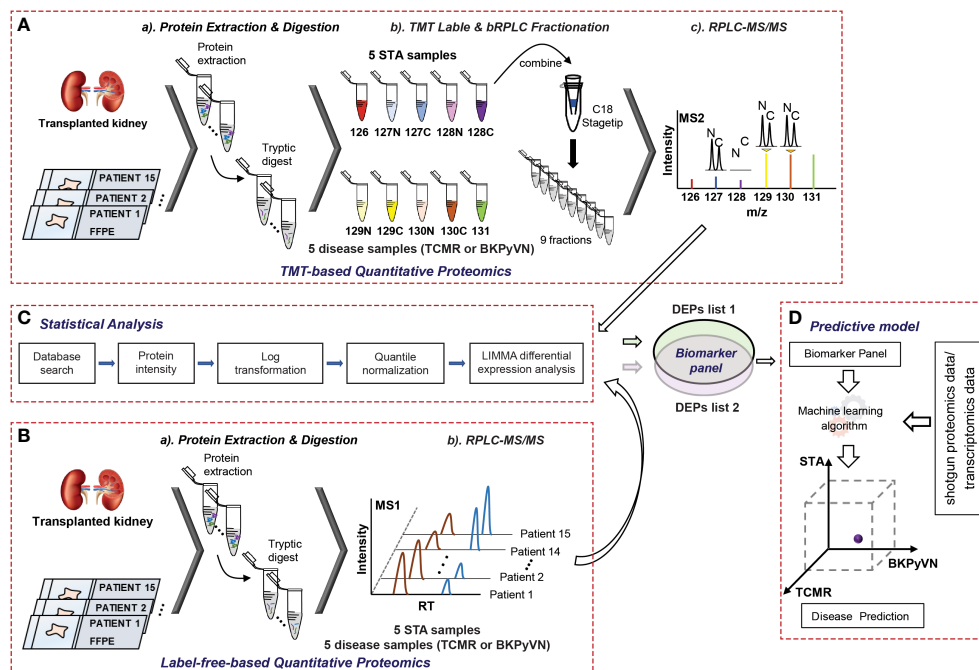 A
a). Protein Extraction & Digestion
b). TMT Lable & bRPLC Fractionation
c). RPLC-MS/MS
Transplanted kidney
PATIENT 15
PATIENT 2
PATIENT 1
FFPE
Protein
extraction
Tryptic
digest
5 STA samples
126 127N 127C 128N 128C
129N 129C 130N 130C 131
5 disease samples (TCMR or BKPyVN)
combine
C18
Stagetip
9 fractions
MS2
Intensity
N C
N C
N C
N C
126 127 128 129 130 131
m/z
TMT-based Quantitative Proteomics
C
Statistical Analysis
Database
search
Protein
intensity
Log
transformation
Quantile
normalization
LIMMA differential
expression analysis
DEPs list 1
Biomarker
panel
DEPs list 2
D
Predictive model
Biomarker Panel
Machine learning
algorithm
shotgun proteomics data/
transcriptomics data
STA
BKPyVN
TCMR
Disease Prediction
B
a). Protein Extraction & Digestion
b). RPLC-MS/MS
Transplanted kidney
PATIENT 15
PATIENT 2
PATIENT 1
FFPE
Protein
extraction
Tryptic
digest
MS1
Intensity
Patient 15
Patient 14
Patient 2
Patient 1
RT
5 STA samples
5 disease samples (TCMR or BKPyVN)
Label-free-based Quantitative Proteomics